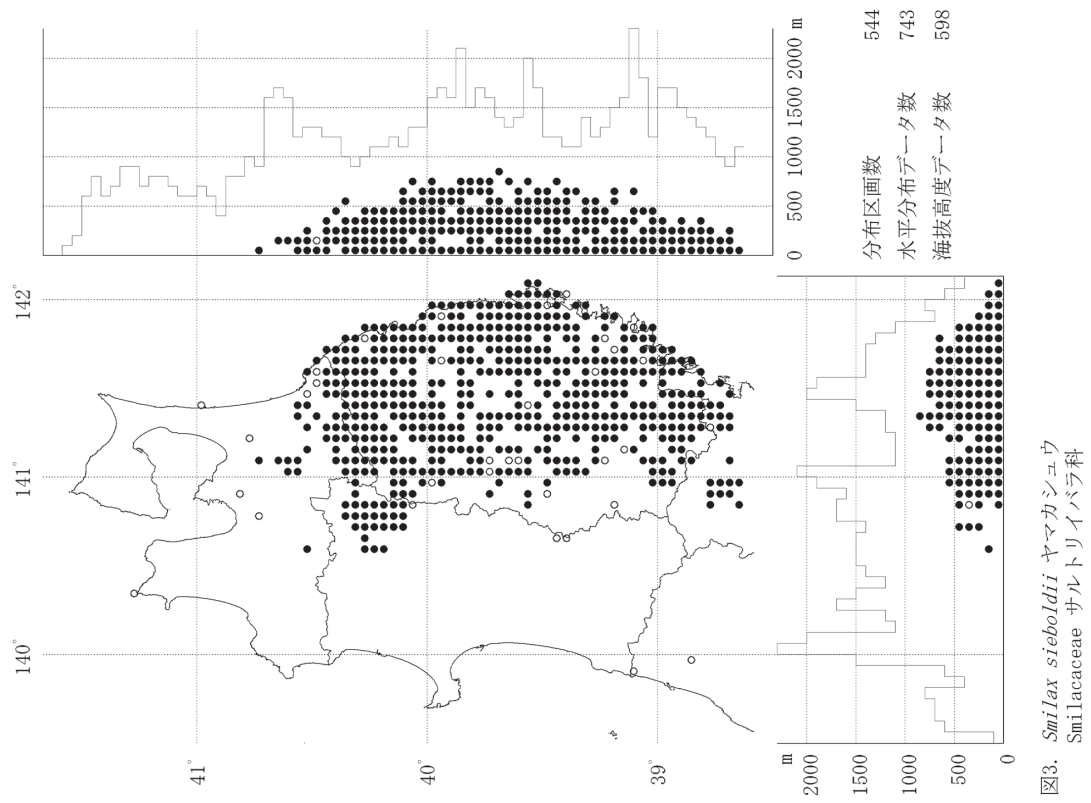 140°
141°
142°
41°
40°
39°
0 500 1000 1500 2000 m
m
2000
1500
1000
500
0
分布区画数 544
水平分布データ数 743
海抜高度データ数 598
図3. Smilax sieboldii ヤマカシュウ
Smilacaceae サルトリイバラ科